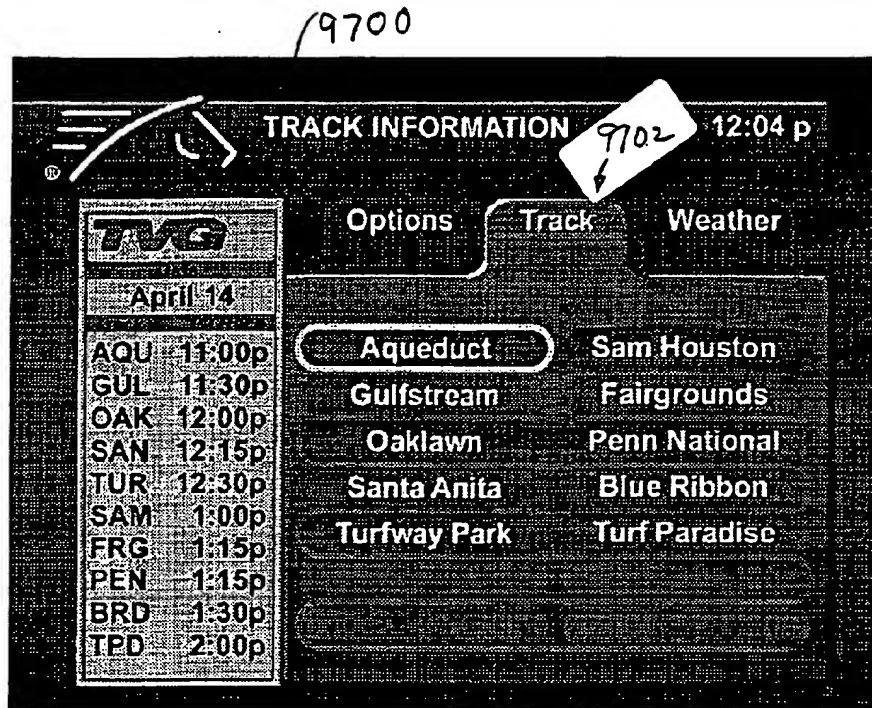 9700
TRACK INFORMATION 9702 12:04 p
®
TVG
Options Track Weather
April 14
AQU 11:00p
GUL 11:30p
OAK 12:00p
SAN 12:15p
TUR 12:30p
SAM 1:00p
FRG 1:15p
PEN 1:15p
BRD 1:30p
TPD 2:00p
Aqueduct Sam Houston
Gulfstream Fairgrounds
Oaklawn Penn National
Santa Anita Blue Ribbon
Turfway Park Turf Paradise